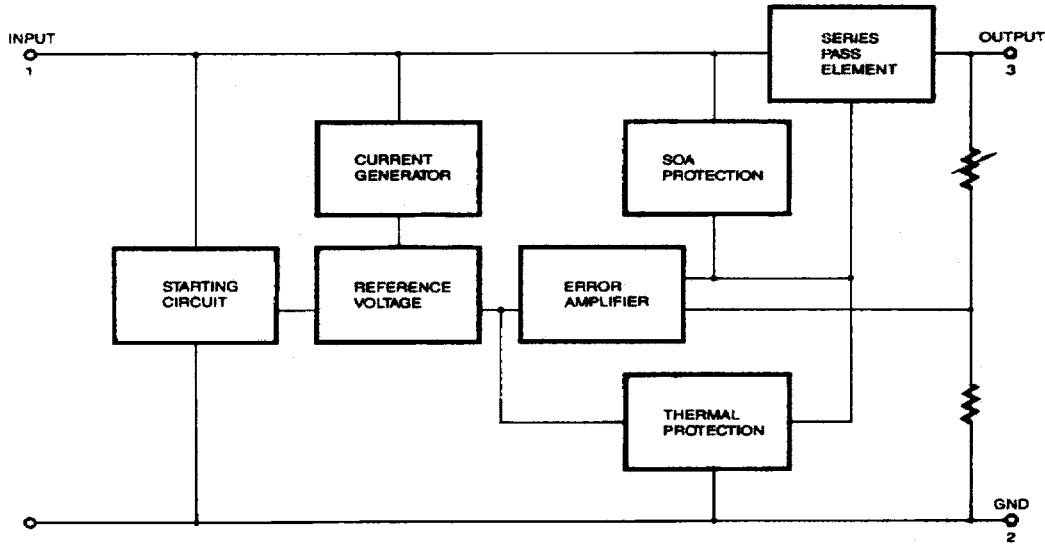 INPUT
1
SERIES
PASS
ELEMENT
OUTPUT
3
CURRENT
GENERATOR
SOA
PROTECTION
STARTING
CIRCUIT
REFERENCE
VOLTAGE
ERROR
AMPLIFIER
THERMAL
PROTECTION
GND
2